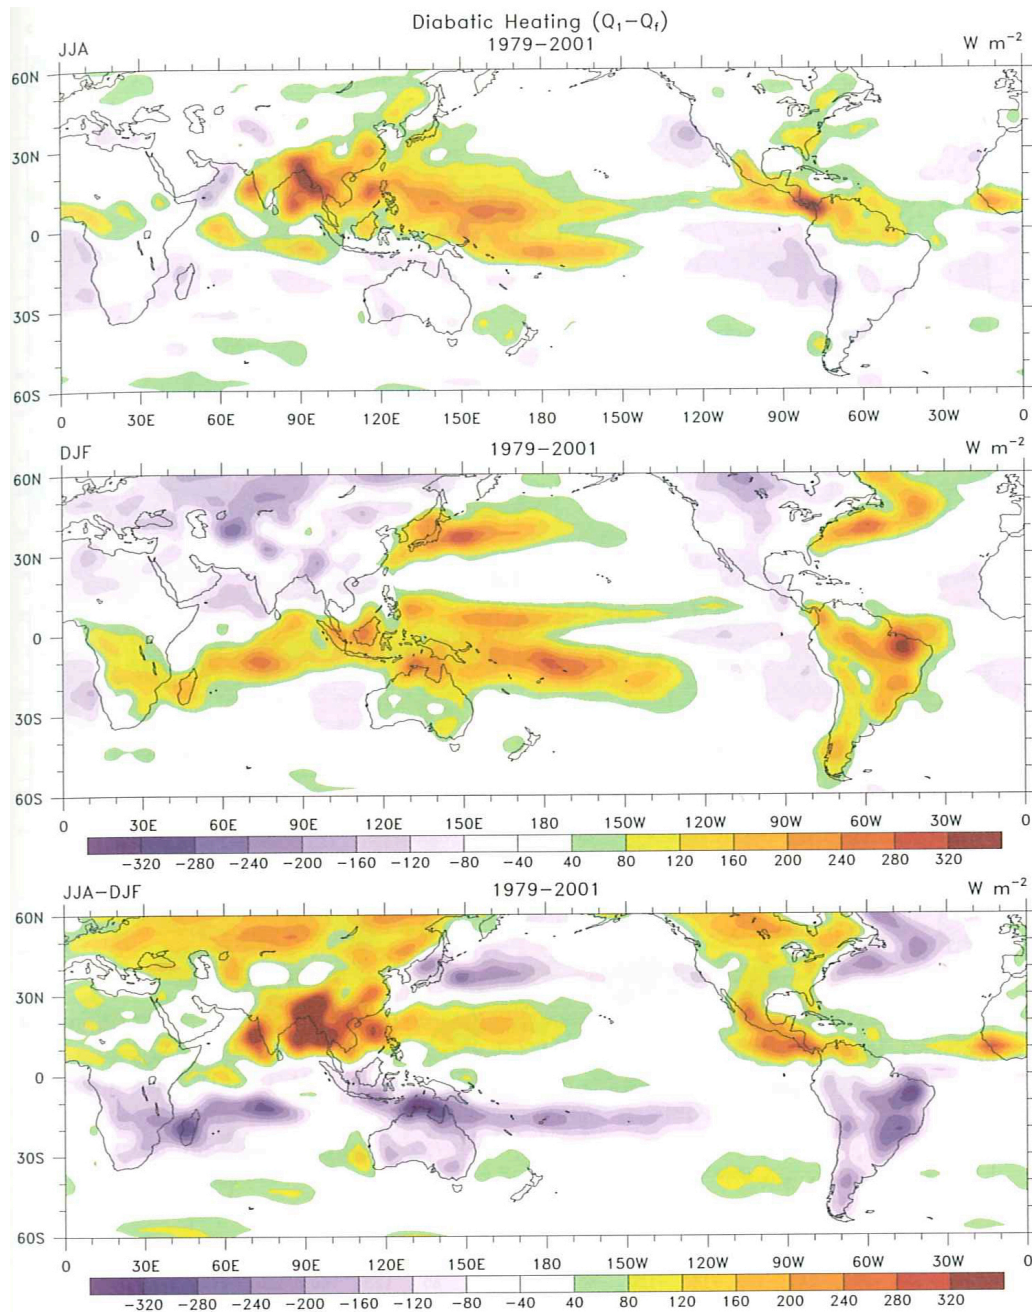 Diabatic Heating (Q₁−Q_f)
JJA 1979−2001 W m⁻²
60N
30N
0
30S
60S
0 30E 60E 90E 120E 150E 180 150W 120W 90W 60W 30W 0
DJF 1979−2001 W m⁻²
60N
30N
0
30S
60S
0 30E 60E 90E 120E 150E 180 150W 120W 90W 60W 30W 0
−320 −280 −240 −200 −160 −120 −80 −40 40 80 120 160 200 240 280 320
JJA−DJF 1979−2001 W m⁻²
60N
30N
0
30S
60S
0 30E 60E 90E 120E 150E 180 150W 120W 90W 60W 30W 0
−320 −280 −240 −200 −160 −120 −80 −40 40 80 120 160 200 240 280 320